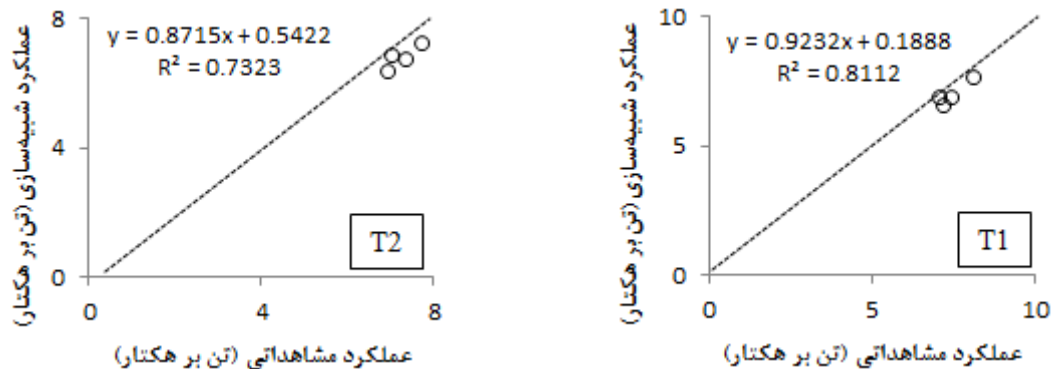 عملکرد شبیه‌سازی (تن بر هکتار)
8
4
0
y = 0.8715x + 0.5422
R² = 0.7323
T2
0
4
8
عملکرد مشاهداتی (تن بر هکتار)
عملکرد شبیه‌سازی (تن بر هکتار)
10
5
0
y = 0.9232x + 0.1888
R² = 0.8112
T1
0
5
10
عملکرد مشاهداتی (تن بر هکتار)